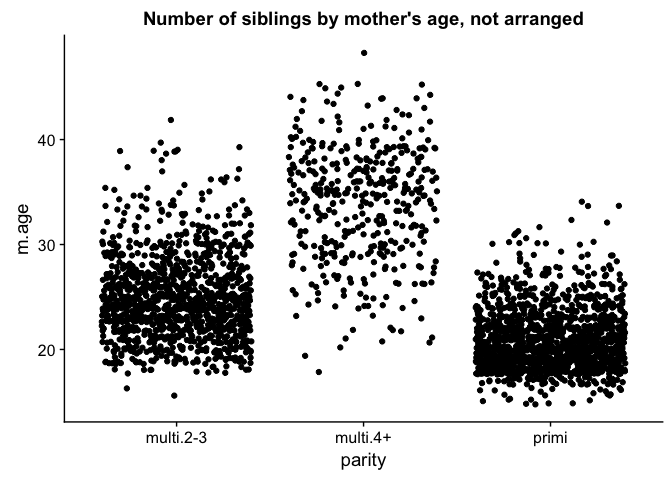 Number of siblings by mother's age, not arranged
m.age
40
30
20
multi.2-3
multi.4+
primi
parity